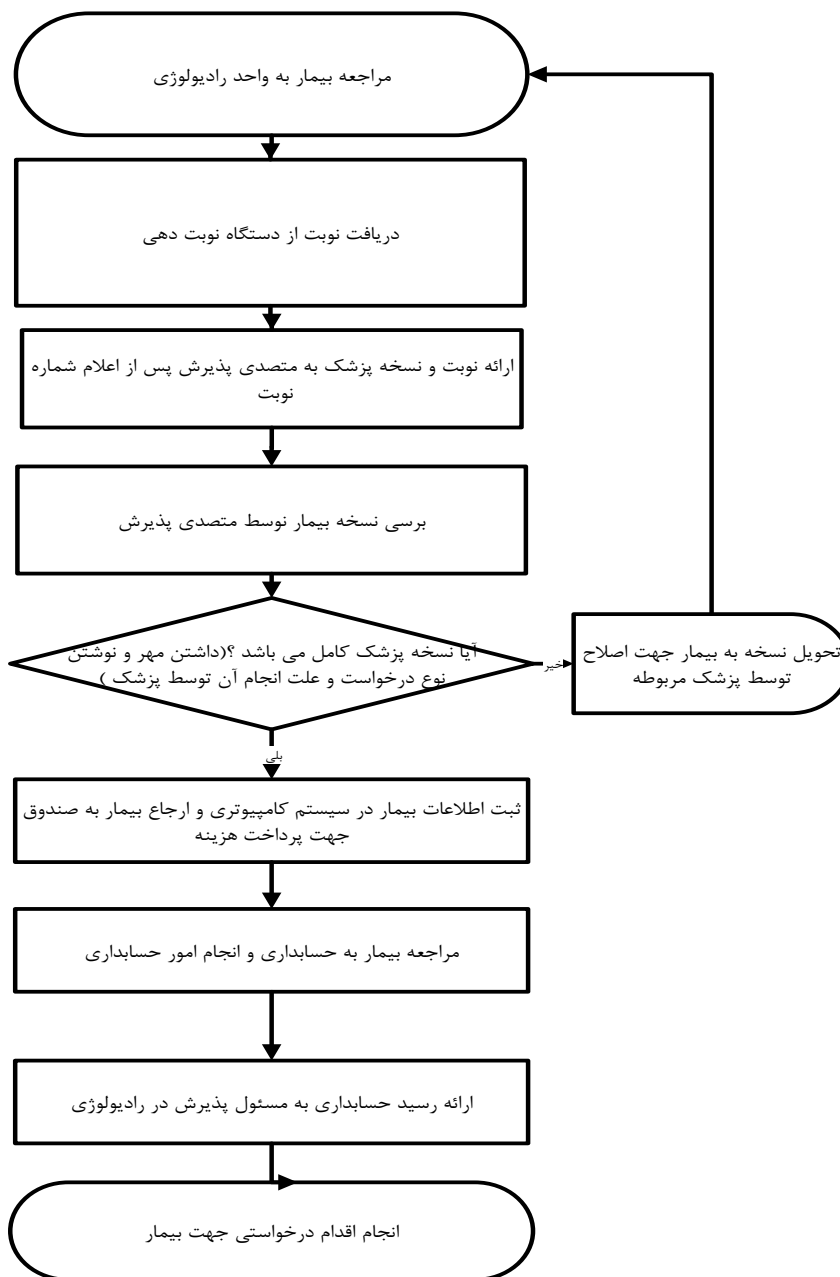 مراجعه بیمار به واحد رادیولوژی
دریافت نوبت از دستگاه نوبت دهی
ارائه نوبت و نسخه پزشک به متصدی پذیرش پس از اعلام شماره
نوبت
برسی نسخه بیمار نوسط متصدی پذیرش
آیا نسخه پزشک کامل می باشد ؟(داشتن مهر و نوشتن
نوع درخواست و علت انجام آن توسط پزشک )
خیر
تحویل نسخه به بیمار جهت اصلاح
توسط پزشک مربوطه
بلی
ثبت اطلاعات بیمار در سیستم کامپیوتری و ارجاع بیمار به صندوق
جهت پرداخت هزینه
مراجعه بیمار به حسابداری و انجام امور حسابداری
ارائه رسید حسابداری به مسئول پذیرش در رادیولوژی
انجام اقدام درخواستی جهت بیمار